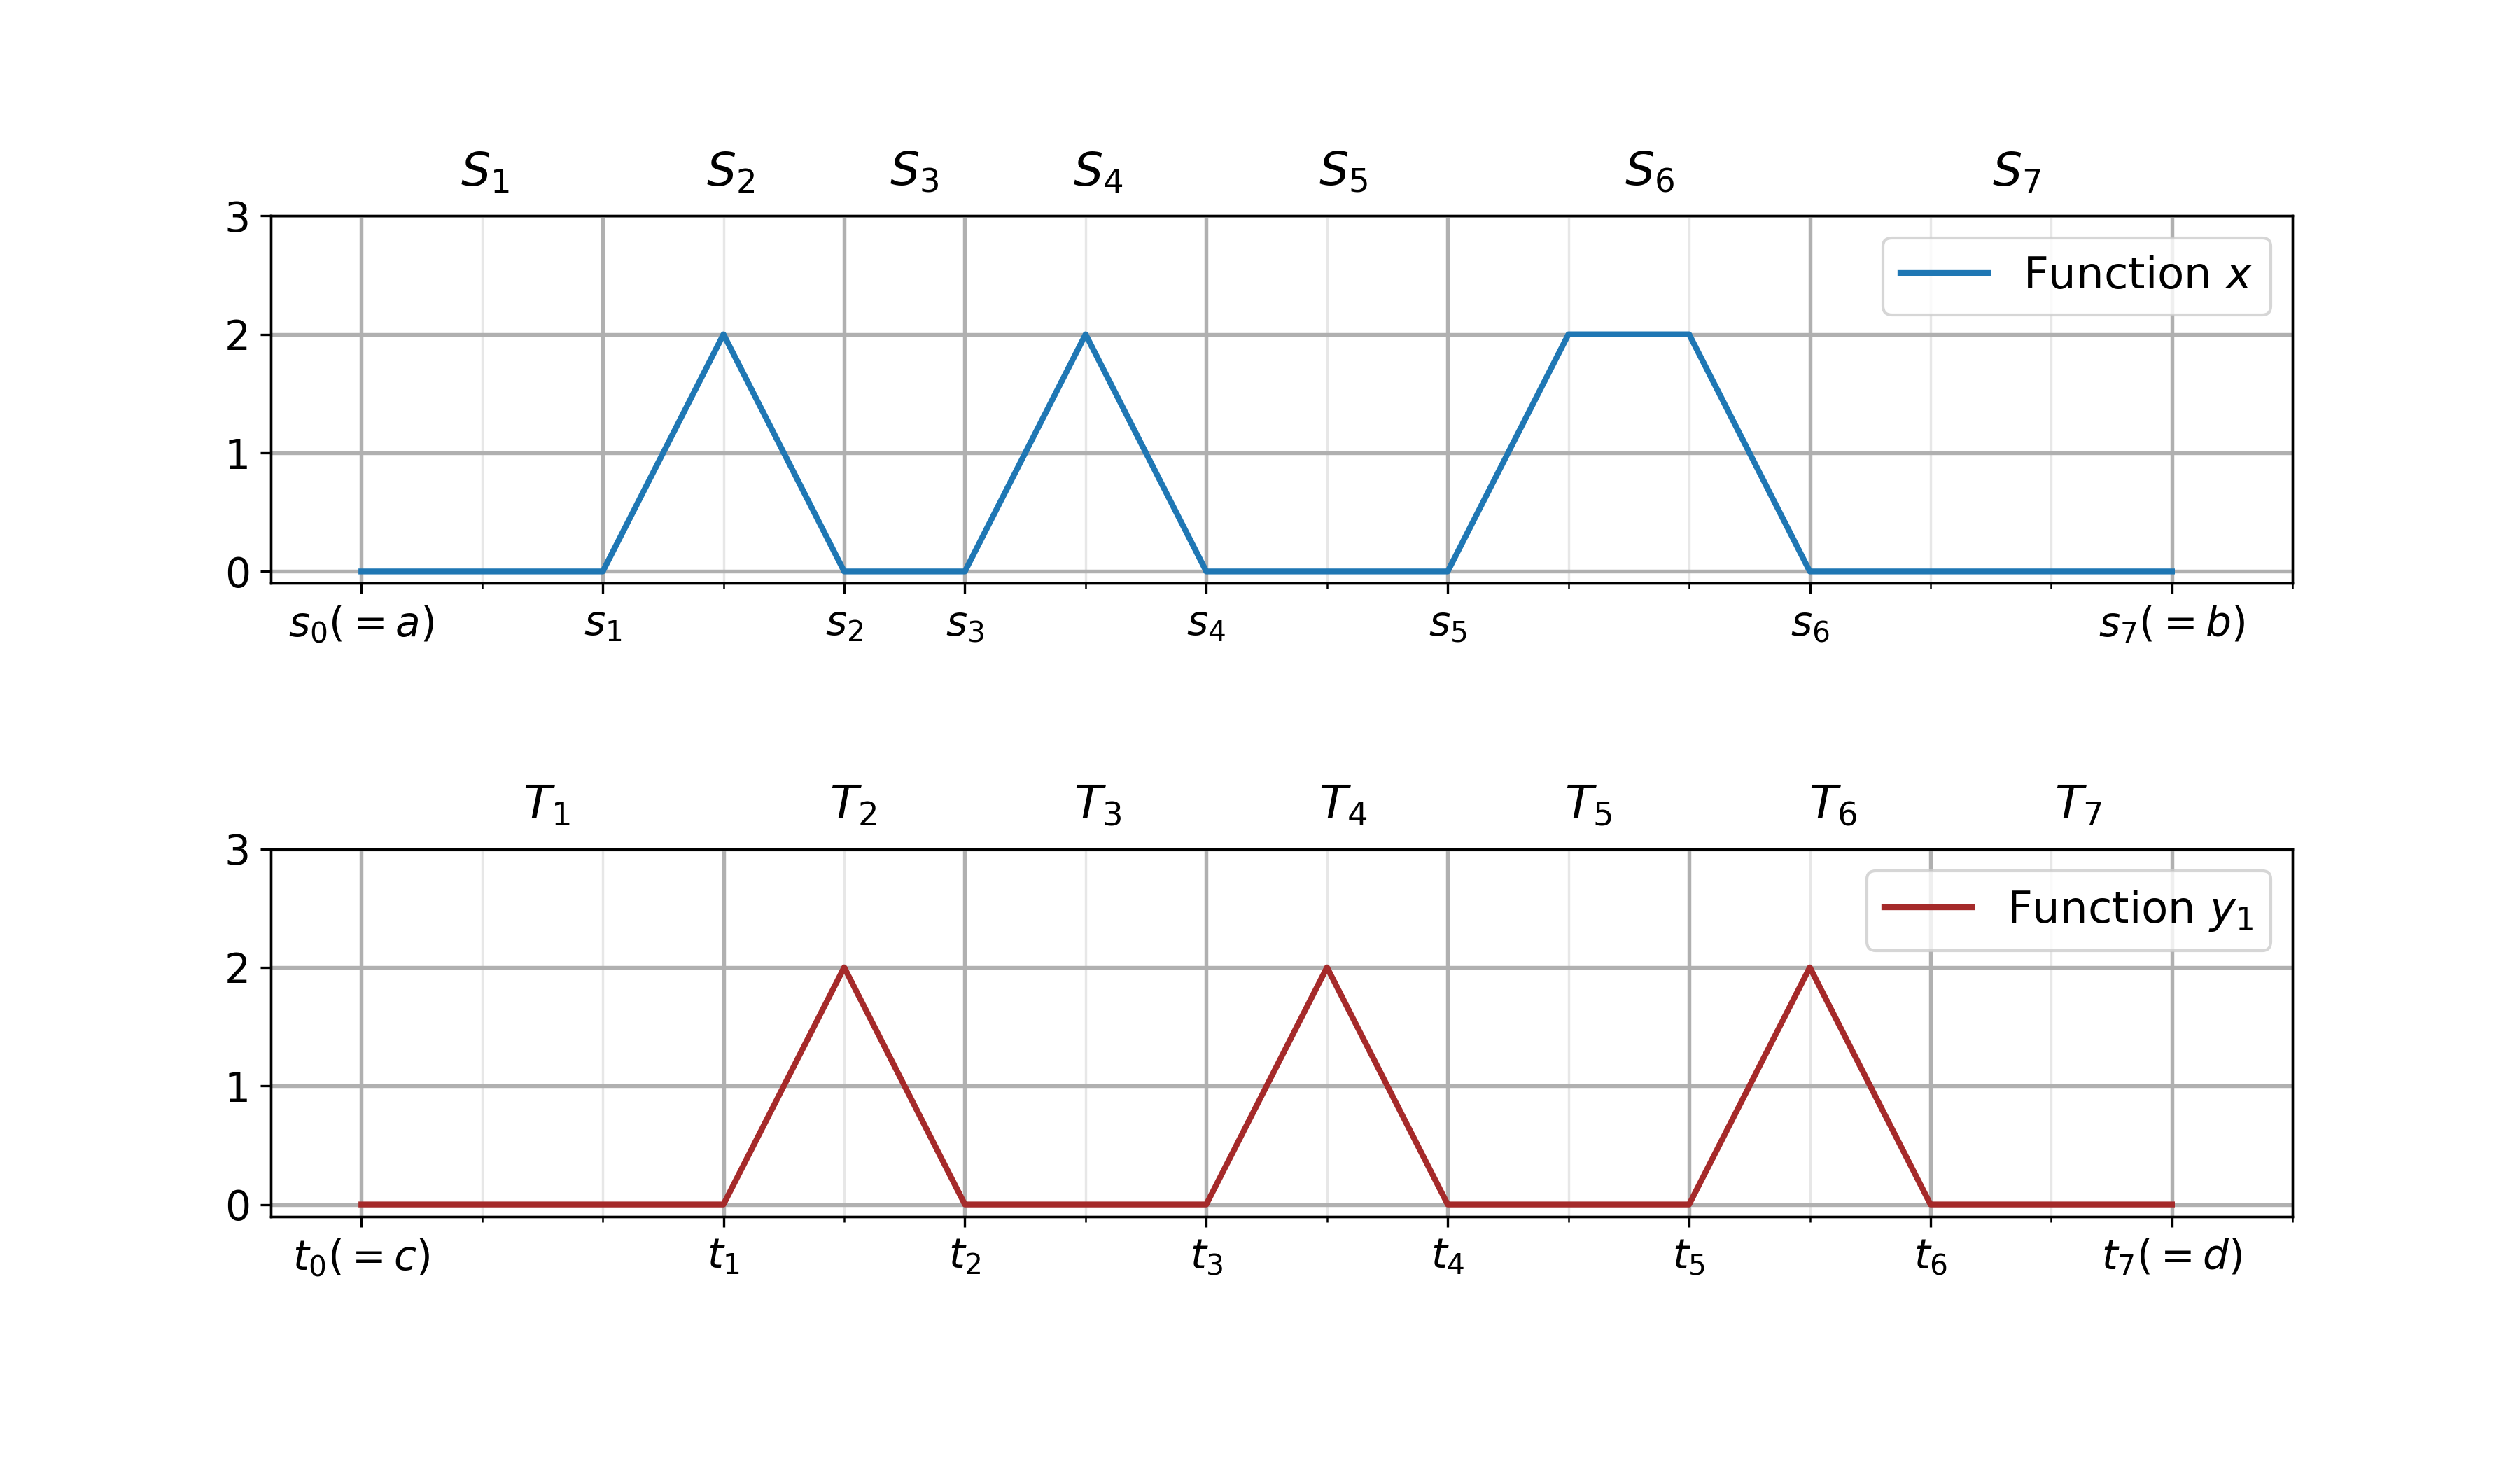 S₁ S₂ S₃ S₄ S₅ S₆ S₇
3
Function x
2
1
0
s₀(= a) s₁ s₂ s₃ s₄ s₅ s₆ s₇(= b)
T₁ T₂ T₃ T₄ T₅ T₆ T₇
3
Function y₁
2
1
0
t₀(= c) t₁ t₂ t₃ t₄ t₅ t₆ t₇(= d)